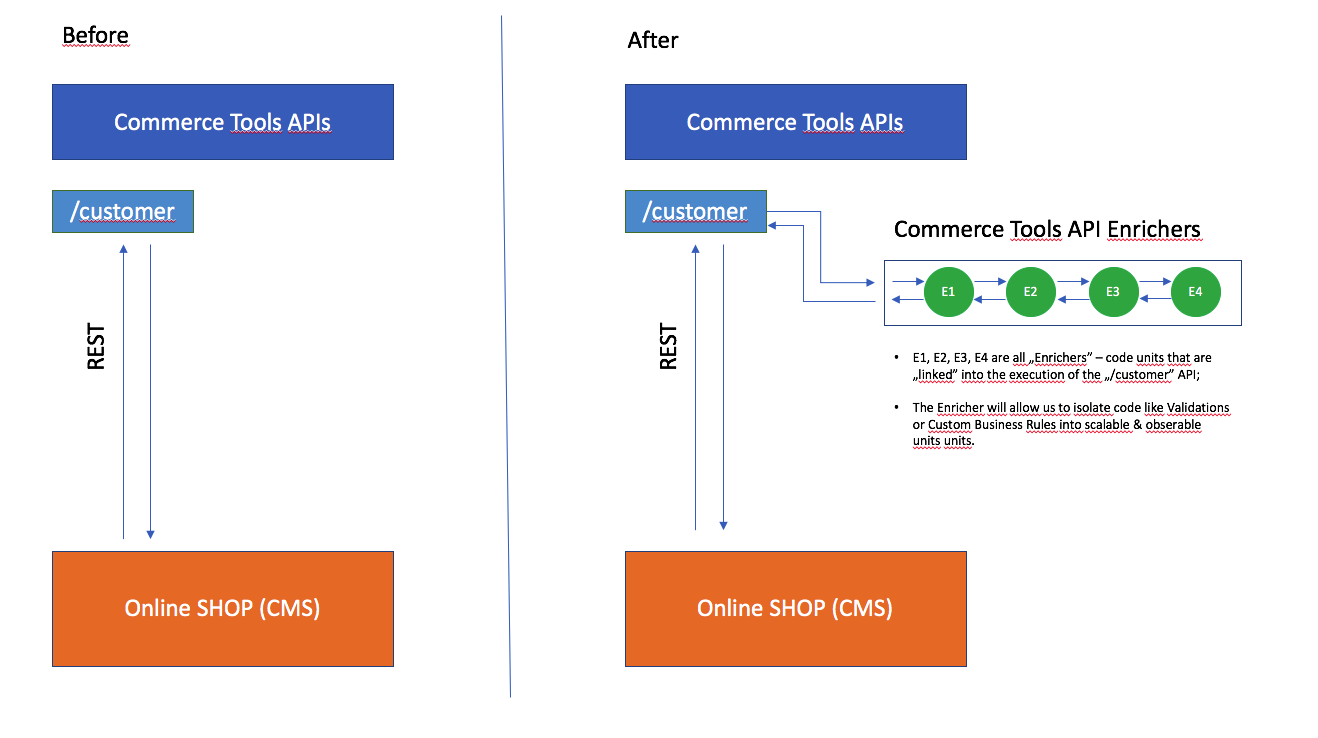 Before
Commerce Tools APIs
/customer
REST
Online SHOP (CMS)
After
Commerce Tools APIs
/customer
REST
Online SHOP (CMS)
Commerce Tools API Enrichers
E1
E2
E3
E4
• E1, E2, E3, E4 are all „Enrichers” – code units that are
„linked” into the execution of the „/customer” API;
• The Enricher will allow us to isolate code like Validations
or Custom Business Rules into scalable & obserable
units units.